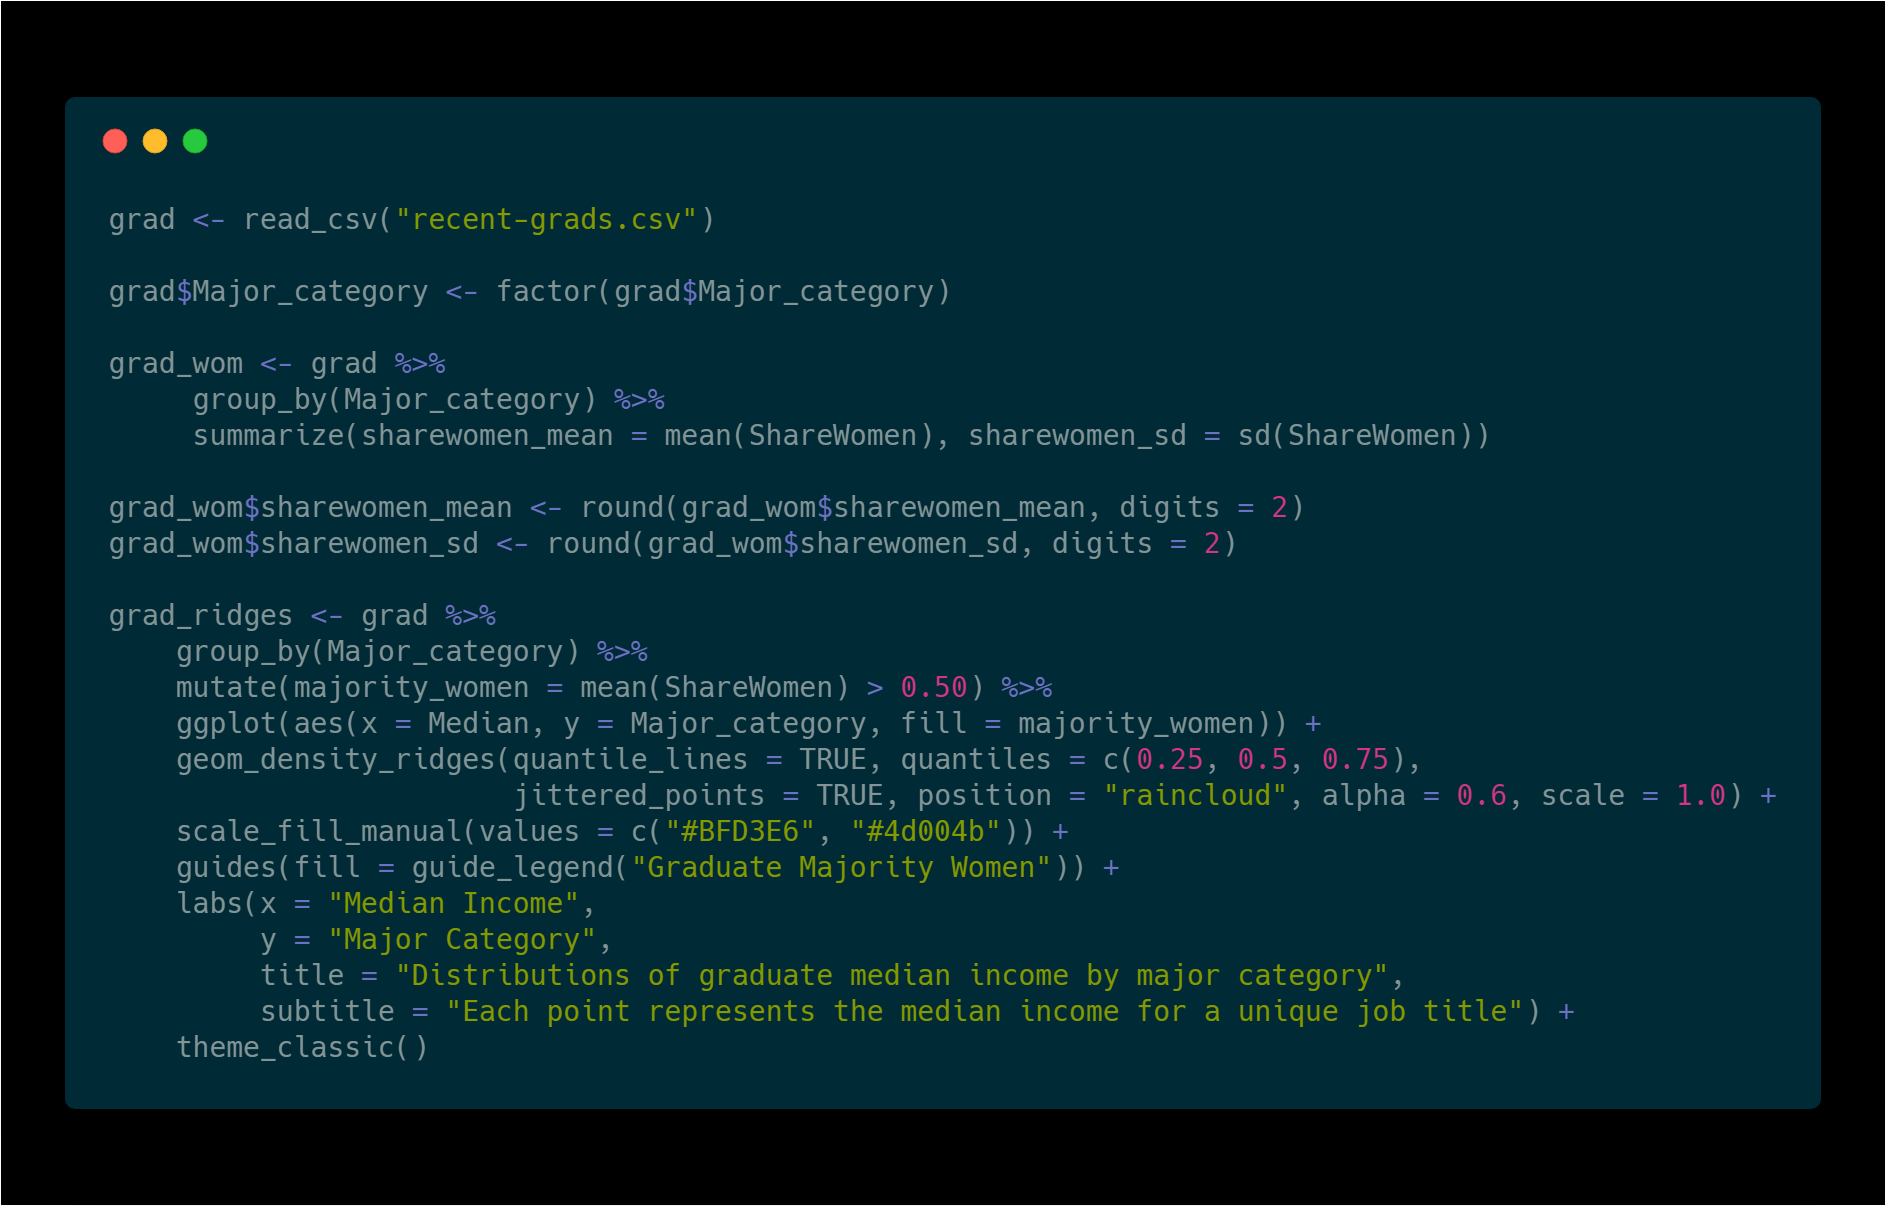 grad <- read_csv("recent-grads.csv")
grad$Major_category <- factor(grad$Major_category)
grad_wom <- grad %>%
     group_by(Major_category) %>%
     summarize(sharewomen_mean = mean(ShareWomen), sharewomen_sd = sd(ShareWomen))
grad_wom$sharewomen_mean <- round(grad_wom$sharewomen_mean, digits = 2)
grad_wom$sharewomen_sd <- round(grad_wom$sharewomen_sd, digits = 2)
grad_ridges <- grad %>%
    group_by(Major_category) %>%
    mutate(majority_women = mean(ShareWomen) > 0.50) %>%
    ggplot(aes(x = Median, y = Major_category, fill = majority_women)) +
    geom_density_ridges(quantile_lines = TRUE, quantiles = c(0.25, 0.5, 0.75),
                        jittered_points = TRUE, position = "raincloud", alpha = 0.6, scale = 1.0) +
    scale_fill_manual(values = c("#BFD3E6", "#4d004b")) +
    guides(fill = guide_legend("Graduate Majority Women")) +
    labs(x = "Median Income",
         y = "Major Category",
         title = "Distributions of graduate median income by major category",
         subtitle = "Each point represents the median income for a unique job title") +
    theme_classic()